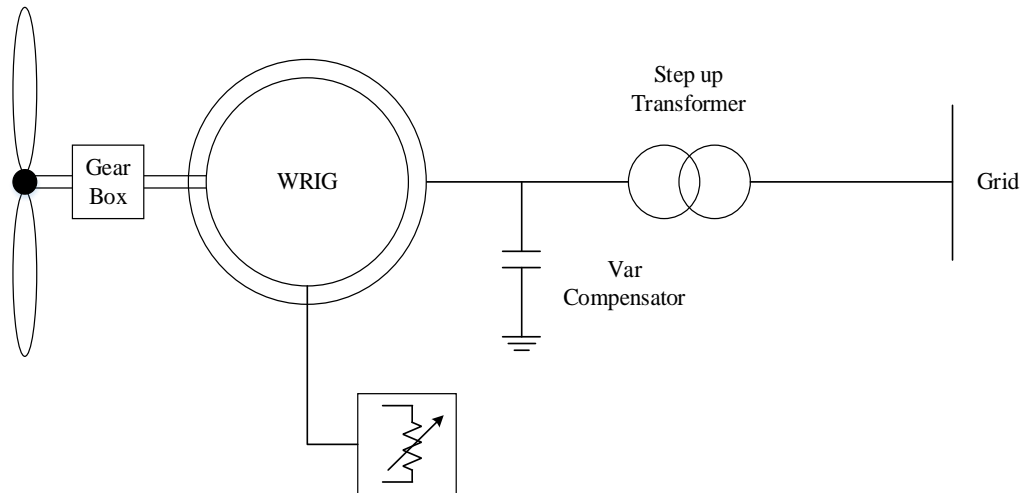 Step up
Transformer
Gear
Box
WRIG
Grid
Var
Compensator